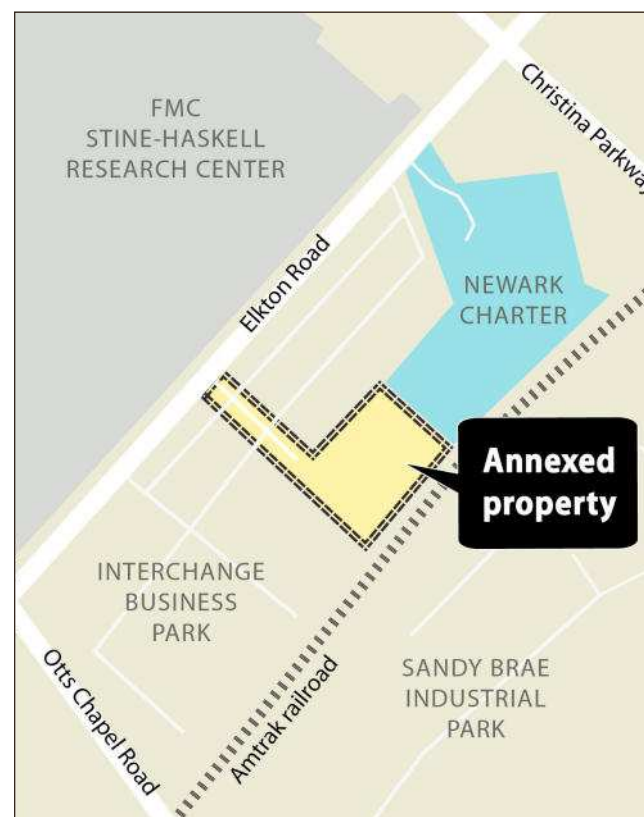 FMC
STINE-HASKELL
RESEARCH CENTER
Christina Parkway
Elkton Road
NEWARK
CHARTER
Annexed
property
INTERCHANGE
BUSINESS
PARK
Otts Chapel Road
Amtrak railroad
SANDY BRAE
INDUSTRIAL
PARK